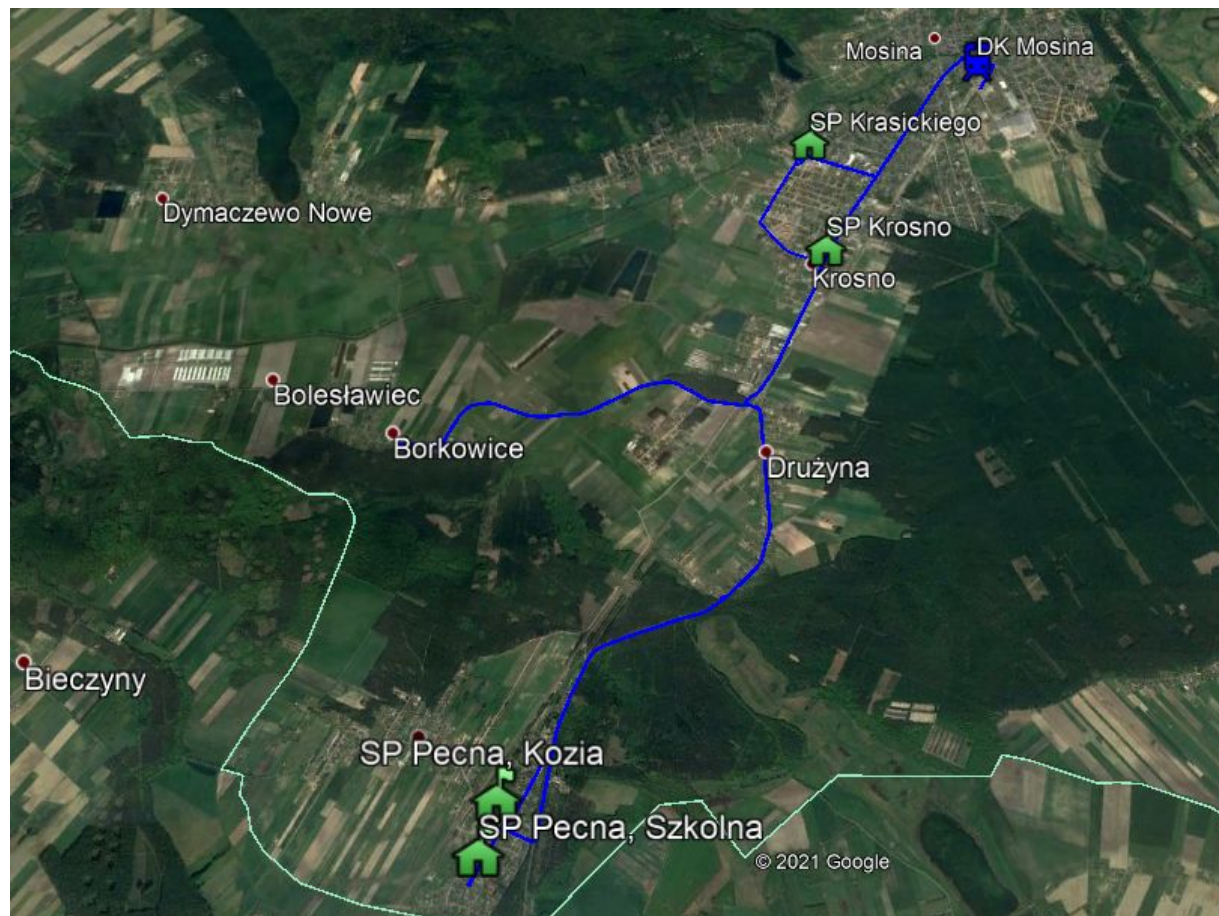 DK Mosina
Mosina
SP Krasickiego
Dymaczewo Nowe
SP Krosno
Krosno
Bolesławiec
Borkowice
Drużyna
Bieczyny
SP Pecna, Kozia
SP Pecna, Szkolna
© 2021 Google